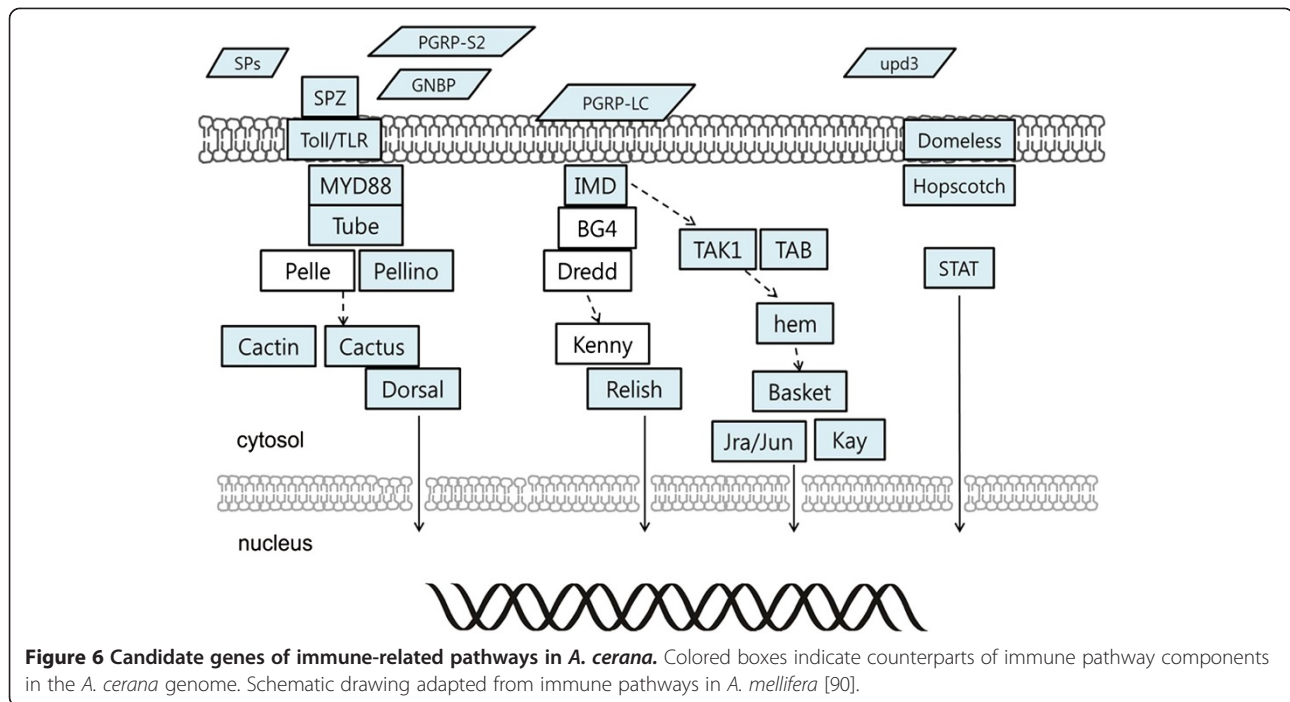 PGRP-S2
SPs
upd3
GNBP
SPZ
PGRP-LC
Toll/TLR
Domeless
MYD88
IMD
Hopscotch
Tube
BG4
TAK1
TAB
Pelle
Pellino
Dredd
STAT
hem
Cactin
Cactus
Kenny
Dorsal
Relish
Basket
cytosol
Jra/Jun
Kay
nucleus
Figure 6 Candidate genes of immune-related pathways in A. cerana. Colored boxes indicate counterparts of immune pathway components
in the A. cerana genome. Schematic drawing adapted from immune pathways in A. mellifera [90].